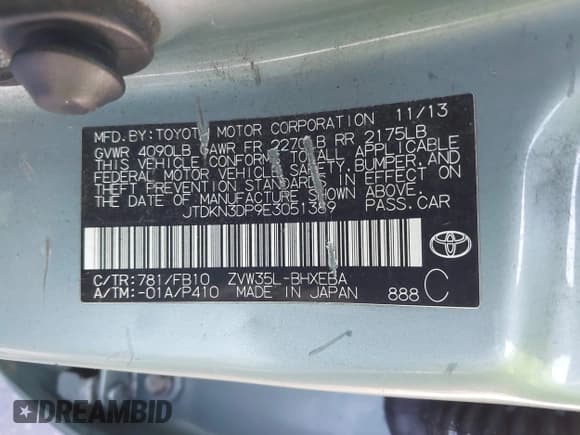 MFD. BY: TOYOTA MOTOR CORPORATION 11/13
GVWR 4090LB GAWR FR 2270LB RR 2175LB
THIS VEHICLE CONFORMS TO ALL APPLICABLE
FEDERAL MOTOR VEHICLE SAFETY, BUMPER, AND
THEFT PREVENTION STANDARDS IN EFFECT ON
THE DATE OF MANUFACTURE SHOWN ABOVE.
JTDKN3DP9E3051389 PASS. CAR
C/TR: 781/FB10 ZVW35L-BHXEBA
A/TM: -01A/P410 MADE IN JAPAN 888 C
DREAMBID